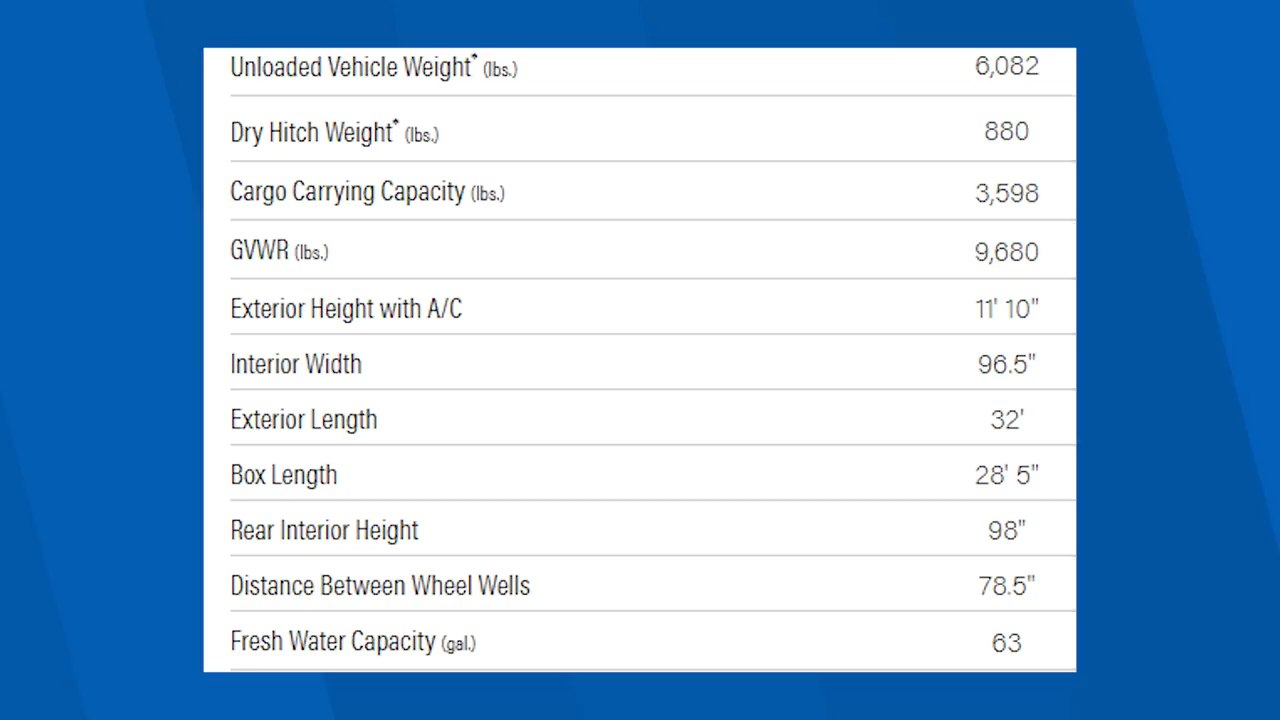 Unloaded Vehicle Weight* (lbs.) 6,082
Dry Hitch Weight* (lbs.) 880
Cargo Carrying Capacity (lbs.) 3,598
GVWR (lbs.) 9,680
Exterior Height with A/C 11' 10"
Interior Width 96.5"
Exterior Length 32'
Box Length 28' 5"
Rear Interior Height 98"
Distance Between Wheel Wells 78.5"
Fresh Water Capacity (gal.) 63